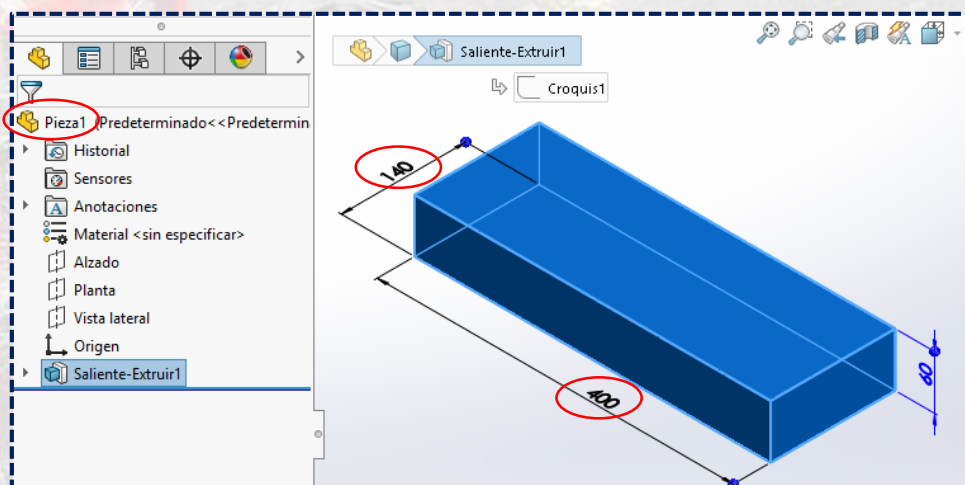 Saliente-Extruir1
Croquis1
Pieza1 (Predeterminado<<Predetermin
Historial
Sensores
A Anotaciones
Material <sin especificar>
Alzado
Planta
Vista lateral
Origen
Saliente-Extruir1
140
400
60